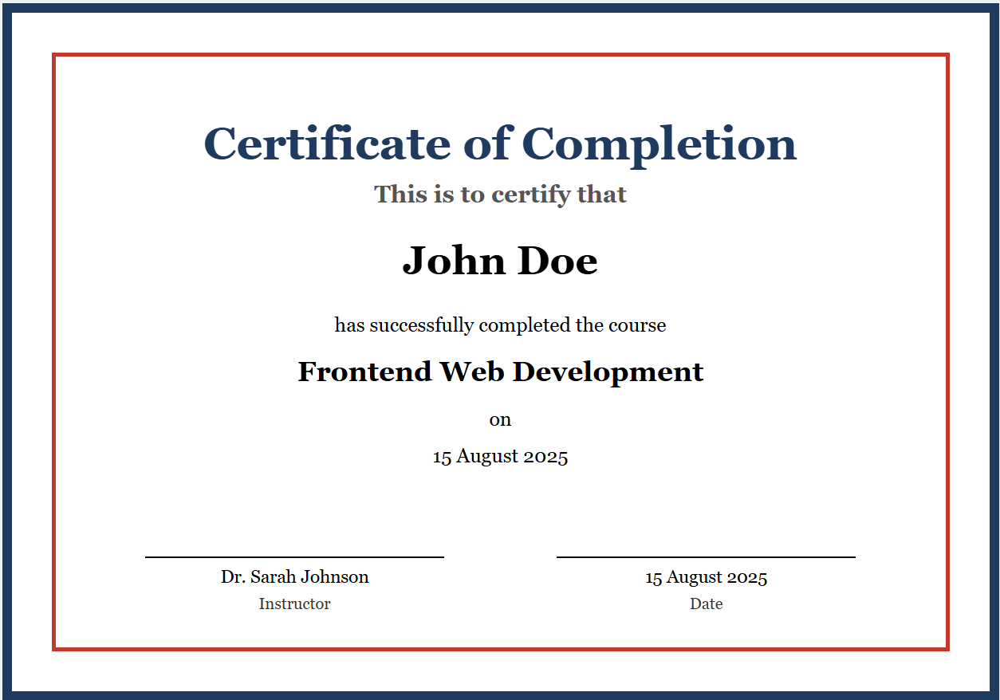 Certificate of Completion
This is to certify that
John Doe
has successfully completed the course
Frontend Web Development
on
15 August 2025
Dr. Sarah Johnson
Instructor
15 August 2025
Date